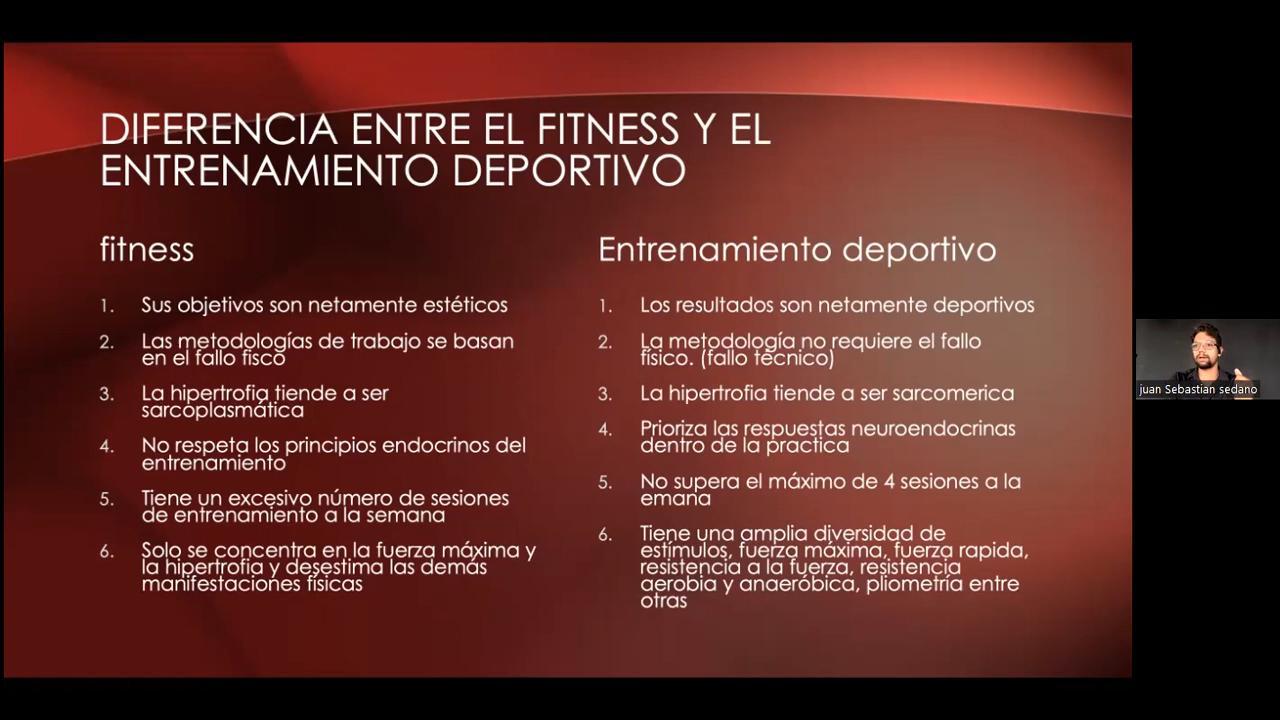 DIFERENCIA ENTRE EL FITNESS Y EL
ENTRENAMIENTO DEPORTIVO
fitness
1. Sus objetivos son netamente estéticos
2. Las metodologías de trabajo se basan
en el fallo fisco
3. La hipertrofia tiende a ser
sarcoplasmática
4. No respeta los principios endocrinos del
entrenamiento
5. Tiene un excesivo número de sesiones
de entrenamiento a la semana
6. Solo se concentra en la fuerza máxima y
la hipertrofia y desestima las demás
manifestaciones físicas
Entrenamiento deportivo
1. Los resultados son netamente deportivos
2. La metodología no requiere el fallo
físico. (fallo técnico)
3. La hipertrofia tiende a ser sarcomerica
4. Prioriza las respuestas neuroendocrinas
dentro de la practica
5. No supera el máximo de 4 sesiones a la
emana
6. Tiene una amplia diversidad de
estímulos, fuerza máxima, fuerza rapida,
resistencia a la fuerza, resistencia
aerobia y anaeróbica, pliometría entre
otras
juan Sebastian sedano